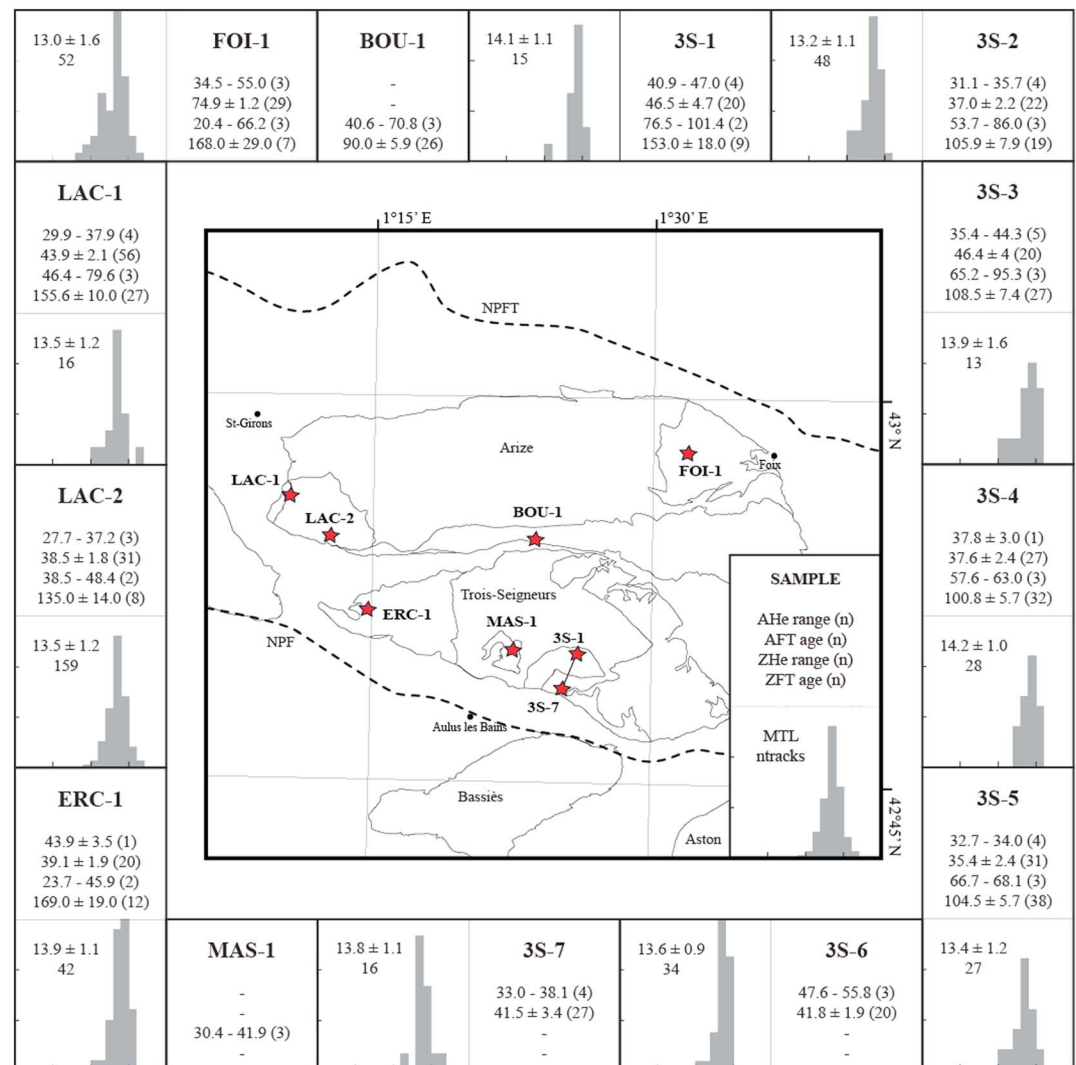 13.0 ± 1.6
52
FOI-1
34.5 - 55.0 (3)
74.9 ± 1.2 (29)
20.4 - 66.2 (3)
168.0 ± 29.0 (7)
BOU-1
-
-
40.6 - 70.8 (3)
90.0 ± 5.9 (26)
14.1 ± 1.1
15
3S-1
40.9 - 47.0 (4)
46.5 ± 4.7 (20)
76.5 - 101.4 (2)
153.0 ± 18.0 (9)
13.2 ± 1.1
48
3S-2
31.1 - 35.7 (4)
37.0 ± 2.2 (22)
53.7 - 86.0 (3)
105.9 ± 7.9 (19)
LAC-1
29.9 - 37.9 (4)
43.9 ± 2.1 (56)
46.4 - 79.6 (3)
155.6 ± 10.0 (27)
13.5 ± 1.2
16
LAC-2
27.7 - 37.2 (3)
38.5 ± 1.8 (31)
38.5 - 48.4 (2)
135.0 ± 14.0 (8)
13.5 ± 1.2
159
ERC-1
43.9 ± 3.5 (1)
39.1 ± 1.9 (20)
23.7 - 45.9 (2)
169.0 ± 19.0 (12)
13.9 ± 1.1
42
1°15' E
1°30' E
NPFT
43° N
St-Girons
Arize
FOI-1
Foix
LAC-1
LAC-2
BOU-1
Trois-Seigneurs
ERC-1
MAS-1
3S-1
NPF
3S-7
Aulus les Bains
Bassiès
Aston
42°45' N
SAMPLE
AHe range (n)
AFT age (n)
ZHe range (n)
ZFT age (n)
MTL
ntracks
3S-3
35.4 - 44.3 (5)
46.4 ± 4 (20)
65.2 - 95.3 (3)
108.5 ± 7.4 (27)
13.9 ± 1.6
13
3S-4
37.8 ± 3.0 (1)
37.6 ± 2.4 (27)
57.6 - 63.0 (3)
100.8 ± 5.7 (32)
14.2 ± 1.0
28
3S-5
32.7 - 34.0 (4)
35.4 ± 2.4 (31)
66.7 - 68.1 (3)
104.5 ± 5.7 (38)
MAS-1
-
-
30.4 - 41.9 (3)
-
13.8 ± 1.1
16
3S-7
33.0 - 38.1 (4)
41.5 ± 3.4 (27)
-
-
13.6 ± 0.9
34
3S-6
47.6 - 55.8 (3)
41.8 ± 1.9 (20)
-
-
13.4 ± 1.2
27